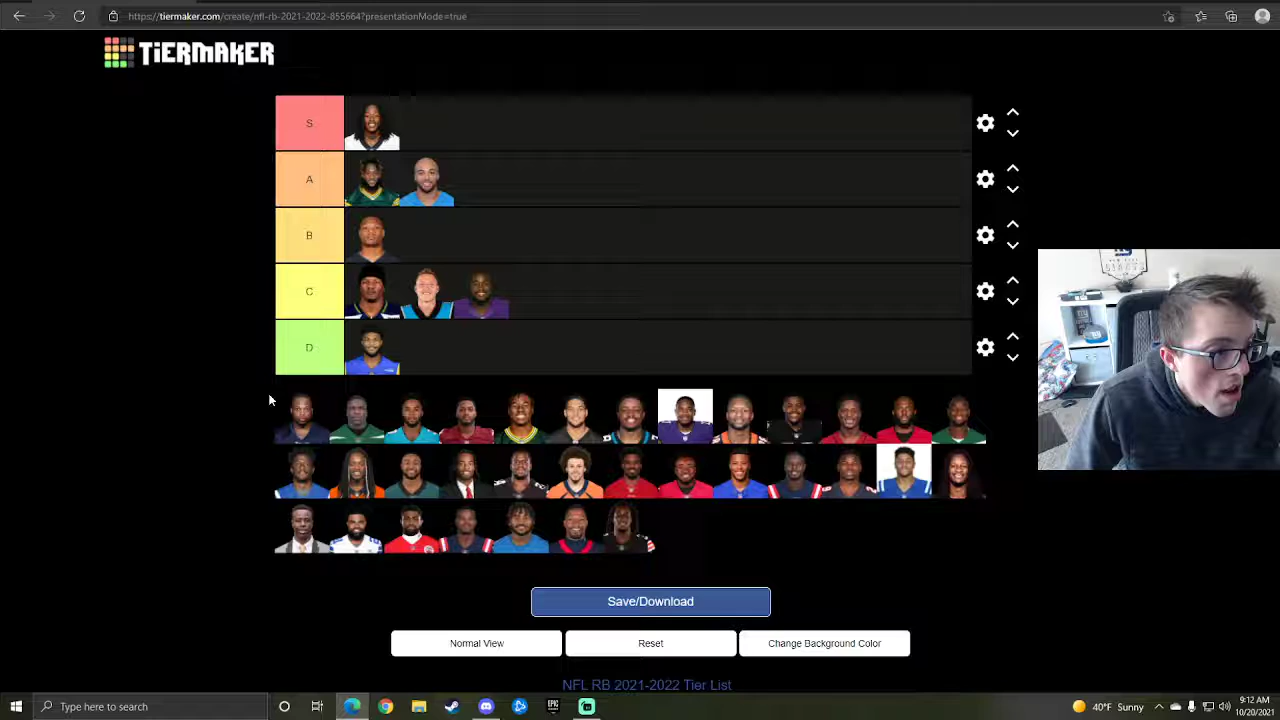 https://tiermaker.com/create/nfl-rb-2021-2022-855664?presentationMode=true
TiERMAKER
S
A
B
C
D
Save/Download
Normal View
Reset
Change Background Color
NFL RB 2021-2022 Tier List
Type here to search
EPIC
40°F Sunny
9:12 AM
10/20/2021